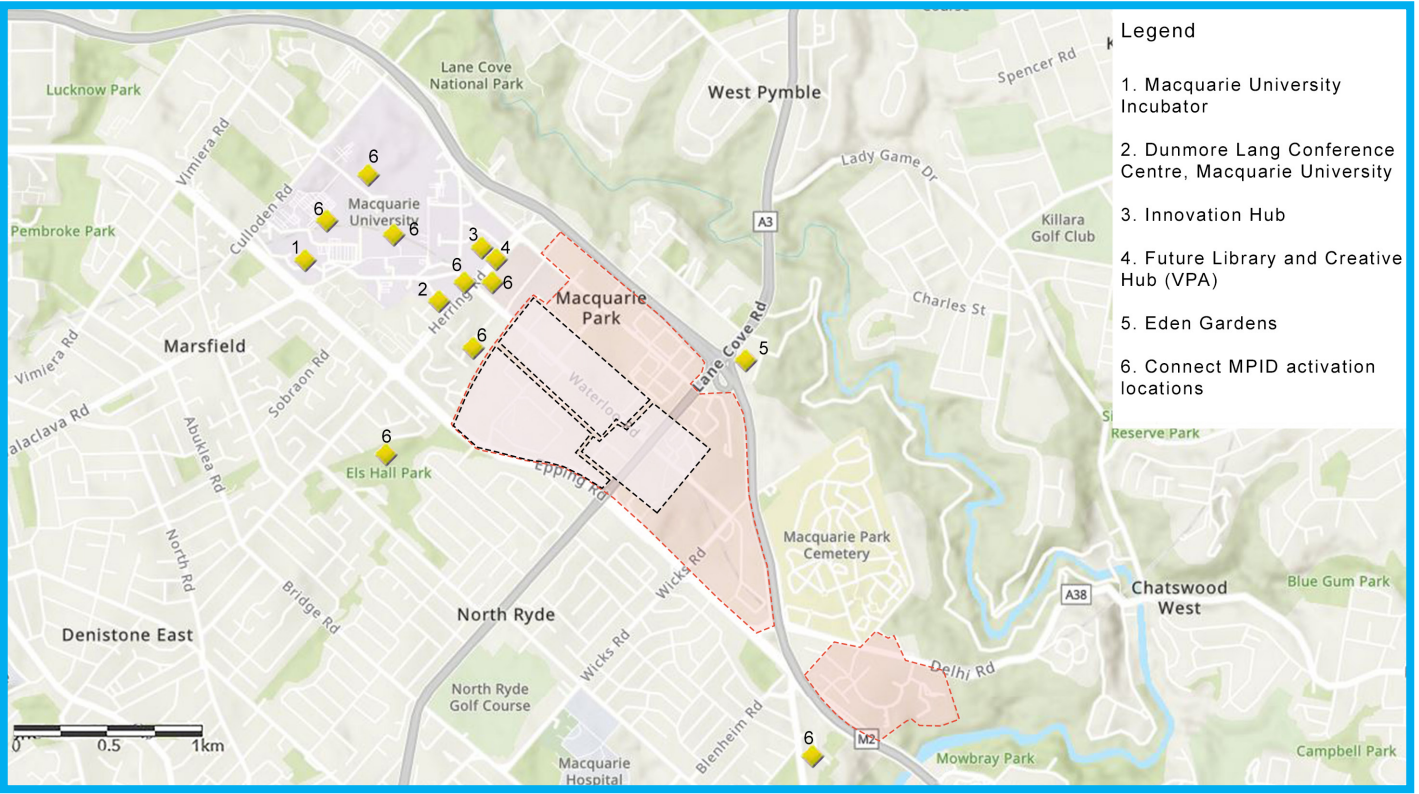 Legend
1. Macquarie University
Incubator
2. Dunmore Lang Conference
Centre, Macquarie University
3. Innovation Hub
4. Future Library and Creative
Hub (VPA)
5. Eden Gardens
6. Connect MPID activation
locations
Lane Cove
National Park
West Pymble
Spencer Rd
Lucknow Park
Vimiera Rd
Lady Game Dr
6
Macquarie
University
6
6
Culloden Rd
A3
Killara
Golf Club
Pembroke Park
1
3
4
6
6
2
Herring Rd
Macquarie
Park
Charles St
Lane Cove Rd
5
Marsfield
6
Vimiera Rd
Sobraon Rd
Waterloo Rd
alaclava Rd
Abuklea Rd
6
Els Hall Park
Epping Rd
Reserve Park
North Rd
Macquarie Park
Cemetery
Wicks Rd
Bridge Rd
North Ryde
A38
Chatswood
West
Blue Gum Park
Denistone East
Wicks Rd
Delhi Rd
North Ryde
Golf Course
Blenheim Rd
6
M2
Mowbray Park
Campbell Park
Macquarie
Hospital
0 0.5 1km